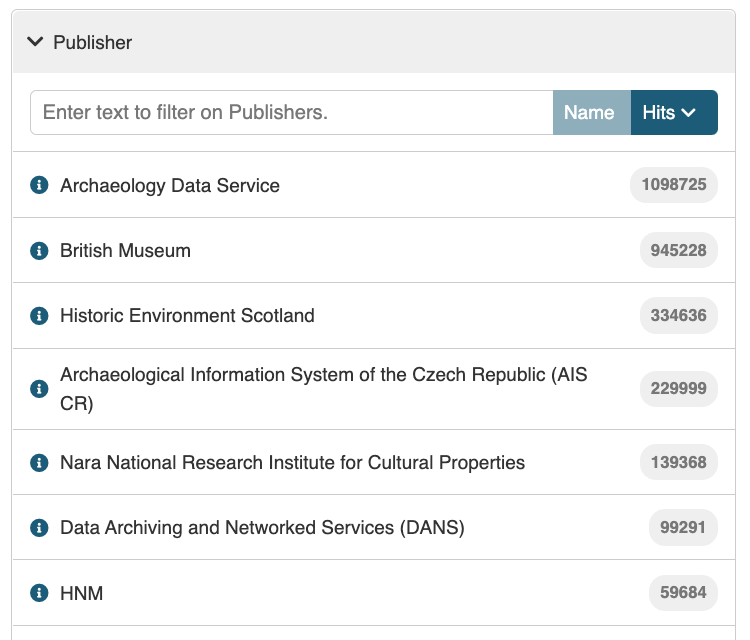 Publisher
Enter text to filter on Publishers.
Name
Hits
Archaeology Data Service
1098725
British Museum
945228
Historic Environment Scotland
334636
Archaeological Information System of the Czech Republic (AIS
CR)
229999
Nara National Research Institute for Cultural Properties
139368
Data Archiving and Networked Services (DANS)
99291
HNM
59684